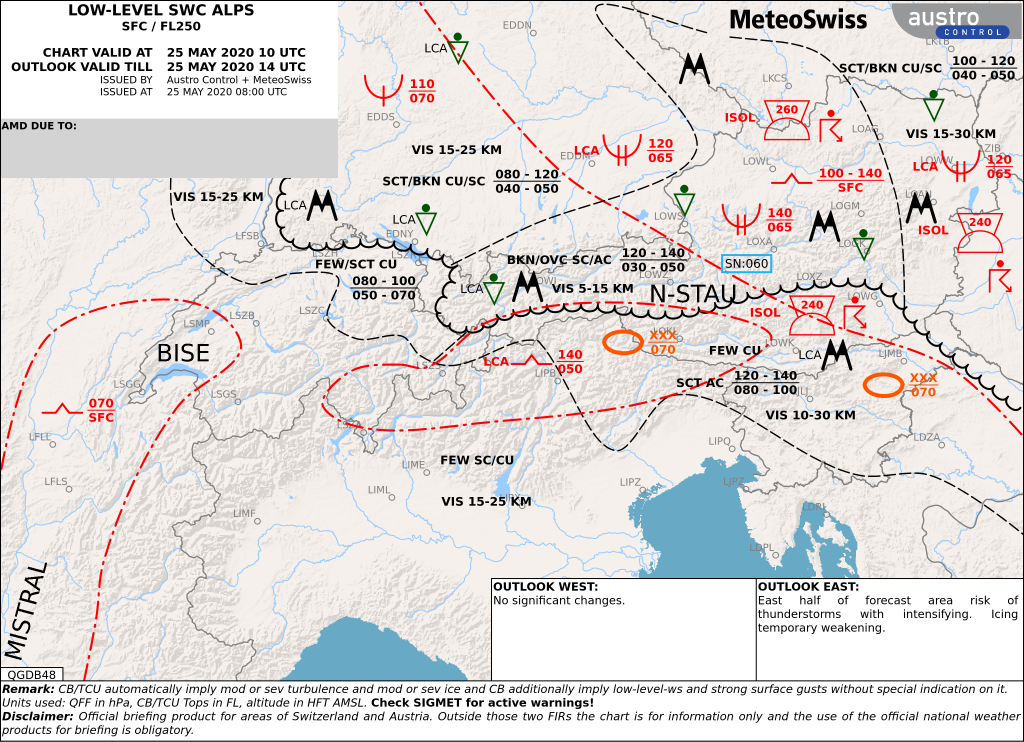 LOW-LEVEL SWC ALPS
SFC / FL250
CHART VALID AT 25 MAY 2020 10 UTC
OUTLOOK VALID TILL 25 MAY 2020 14 UTC
ISSUED BY Austro Control + MeteoSwiss
ISSUED AT 25 MAY 2020 08:00 UTC
AMD DUE TO:
MeteoSwiss
austro
CONTROL
EDDN
LKTB
LCA
SCT/BKN CU/SC 100 - 120
040 - 050
LKCS
110
070
EDDS
ISOL
260
LOAG
VIS 15-30 KM
LZIB
VIS 15-25 KM
LCA
EDDM
120
065
LOWL
LOWW
LCA
120
065
SCT/BKN CU/SC 080 - 120
040 - 050
100 - 140
SFC
VIS 15-25 KM
LCA
LCA
LOWS
140
065
LOGM
LOAN
ISOL
240
LFSB
EDNY
LOXA
LOGK
LSZH
LSZR
FEW/SCT CU
080 - 100
050 - 070
BKN/OVC SC/AC 120 - 140
030 - 050
SN:060
LOWZ
LOXZ
LCA
LOWI
VIS 5-15 KM
N-STAU
LOWG
LSMP
LSZB
LSZC
ISOL
240
BISE
LOKL
XXX
070
LOWK
FEW CU
LCA
LJMB
LCA
140
050
LIPB
LSGG
LSGS
SCT AC 120 - 140
080 - 100
LJLJ
XXX
070
070
SFC
VIS 10-30 KM
LFLL
LSZA
LIPQ
LDZA
LIME
FEW SC/CU
LFLS
LIML
VIS 15-25 KM
LIPX
LIPZ
LJPZ
LIMF
LDRI
LDPL
MISTRAL
OUTLOOK WEST:
No significant changes.
OUTLOOK EAST:
East half of forecast area risk of
thunderstorms with intensifying. Icing
temporary weakening.
QGDB48
Remark: CB/TCU automatically imply mod or sev turbulence and mod or sev ice and CB additionally imply low-level-ws and strong surface gusts without special indication on it.
Units used: QFF in hPa, CB/TCU Tops in FL, altitude in HFT AMSL. Check SIGMET for active warnings!
Disclaimer: Official briefing product for areas of Switzerland and Austria. Outside those two FIRs the chart is for information only and the use of the official national weather
products for briefing is obligatory.